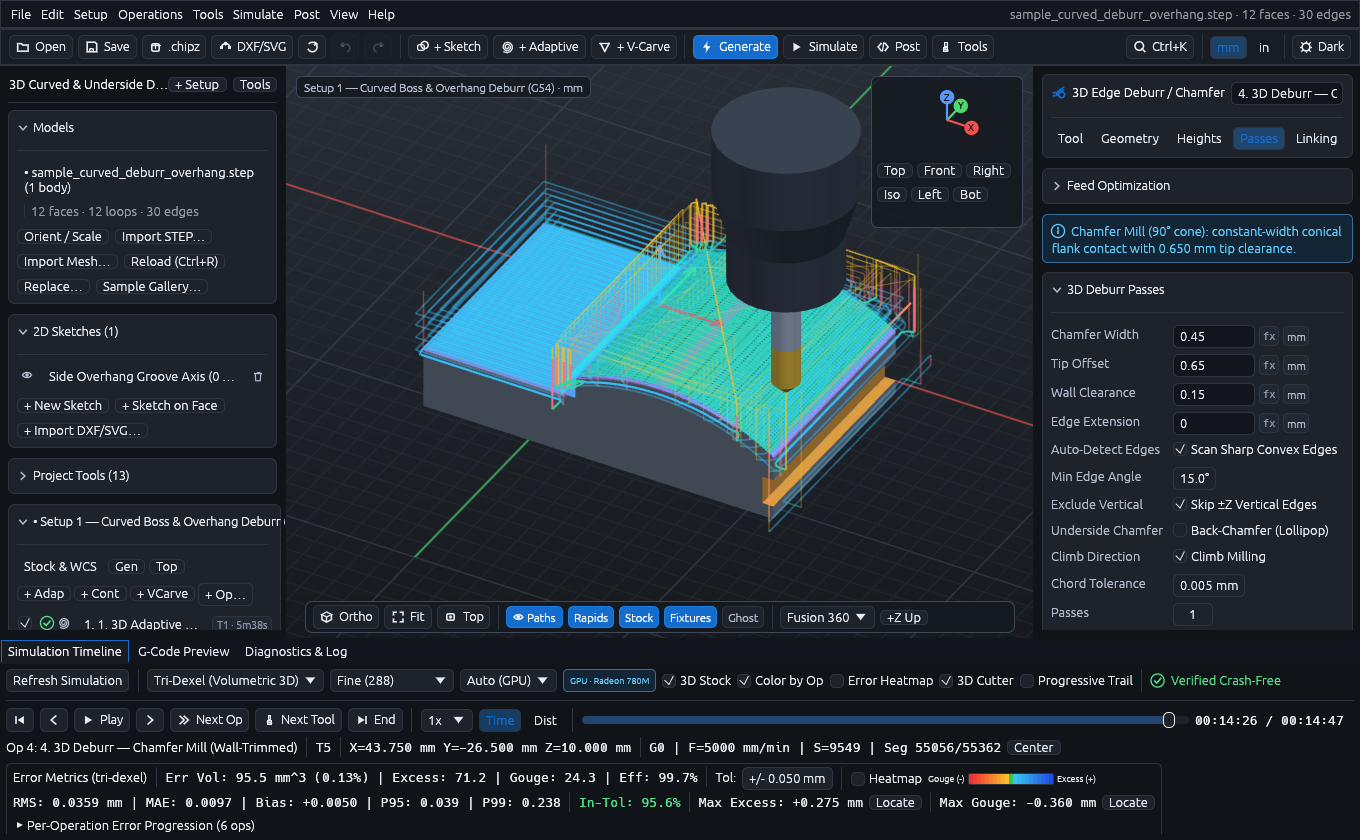 File Edit Setup Operations Tools Simulate Post View Help
sample_curved_deburr_overhang.step · 12 faces · 30 edges
Open Save .chipz DXF/SVG + Sketch + Adaptive + V-Carve Generate Simulate Post Tools Ctrl+K mm in Dark
3D Curved & Underside D... + Setup Tools
Models
• sample_curved_deburr_overhang.step
(1 body)
12 faces · 12 loops · 30 edges
Orient / Scale Import STEP...
Import Mesh... Reload (Ctrl+R)
Replace... Sample Gallery...
2D Sketches (1)
Side Overhang Groove Axis (0 ...
+ New Sketch + Sketch on Face
+ Import DXF/SVG...
Project Tools (13)
• Setup 1 — Curved Boss & Overhang Deburr
Stock & WCS Gen Top
+ Adap + Cont + VCarve + Op...
1. 1. 3D Adaptive ... T1 · 5m38s
Setup 1 — Curved Boss & Overhang Deburr (G54) · mm
Z
Y
X
Top Front Right
Iso Left Bot
Ortho Fit Top Paths Rapids Stock Fixtures Ghost Fusion 360 +Z Up
3D Edge Deburr / Chamfer 4. 3D Deburr — C
Tool Geometry Heights Passes Linking
Feed Optimization
Chamfer Mill (90° cone): constant-width conical
flank contact with 0.650 mm tip clearance.
3D Deburr Passes
Chamfer Width 0.45 fx mm
Tip Offset 0.65 fx mm
Wall Clearance 0.15 fx mm
Edge Extension 0 fx mm
Auto-Detect Edges Scan Sharp Convex Edges
Min Edge Angle 15.0°
Exclude Vertical Skip ±Z Vertical Edges
Underside Chamfer Back-Chamfer (Lollipop)
Climb Direction Climb Milling
Chord Tolerance 0.005 mm
Passes 1
Simulation Timeline G-Code Preview Diagnostics & Log
Refresh Simulation Tri-Dexel (Volumetric 3D) Fine (288) Auto (GPU) GPU · Radeon 780M 3D Stock Color by Op Error Heatmap 3D Cutter Progressive Trail Verified Crash-Free
Play Next Op Next Tool End 1x Time Dist 00:14:26 / 00:14:47
Op 4: 4. 3D Deburr — Chamfer Mill (Wall-Trimmed) T5 X=43.750 mm Y=-26.500 mm Z=10.000 mm G0 | F=5000 mm/min | S=9549 | Seg 55056/55362 Center
Error Metrics (tri-dexel) Err Vol: 95.5 mm^3 (0.13%) | Excess: 71.2 | Gouge: 24.3 | Eff: 99.7% Tol: +/- 0.050 mm Heatmap Gouge (-) Excess (+)
RMS: 0.0359 mm | MAE: 0.0097 | Bias: +0.0050 | P95: 0.039 | P99: 0.238 In-Tol: 95.6% Max Excess: +0.275 mm Locate Max Gouge: -0.360 mm Locate
Per-Operation Error Progression (6 ops)